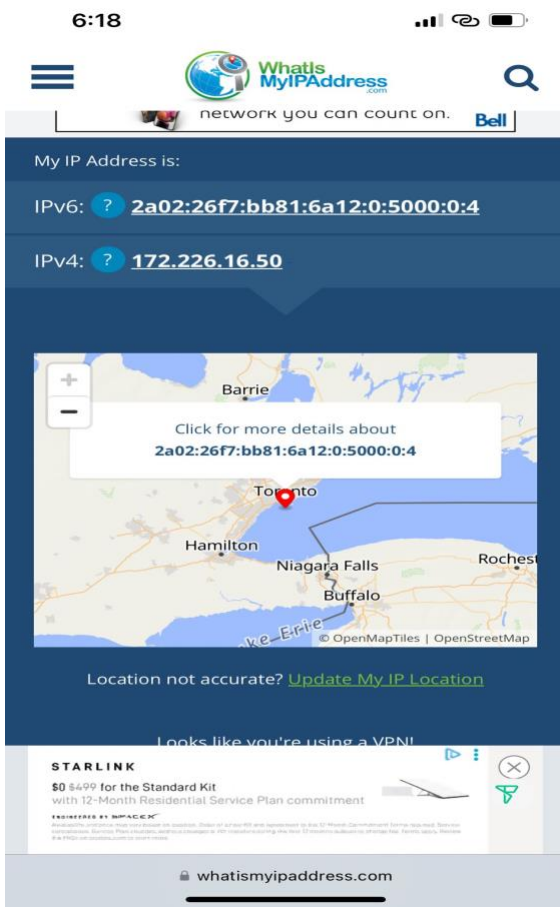 6:18
WhatIs
MyIPAddress
.com
network you can count on.
Bell
My IP Address is:
IPv6: ? 2a02:26f7:bb81:6a12:0:5000:0:4
IPv4: ? 172.226.16.50
+
−
Barrie
Click for more details about
2a02:26f7:bb81:6a12:0:5000:0:4
Toronto
Hamilton
Niagara Falls
Rochest
Buffalo
ke Erie
© OpenMapTiles | OpenStreetMap
Location not accurate? Update My IP Location
Looks like you're using a VPN!
STARLINK
$0 $499 for the Standard Kit
with 12-Month Residential Service Plan commitment
ENGINEERED BY SPACEX
whatismyipaddress.com